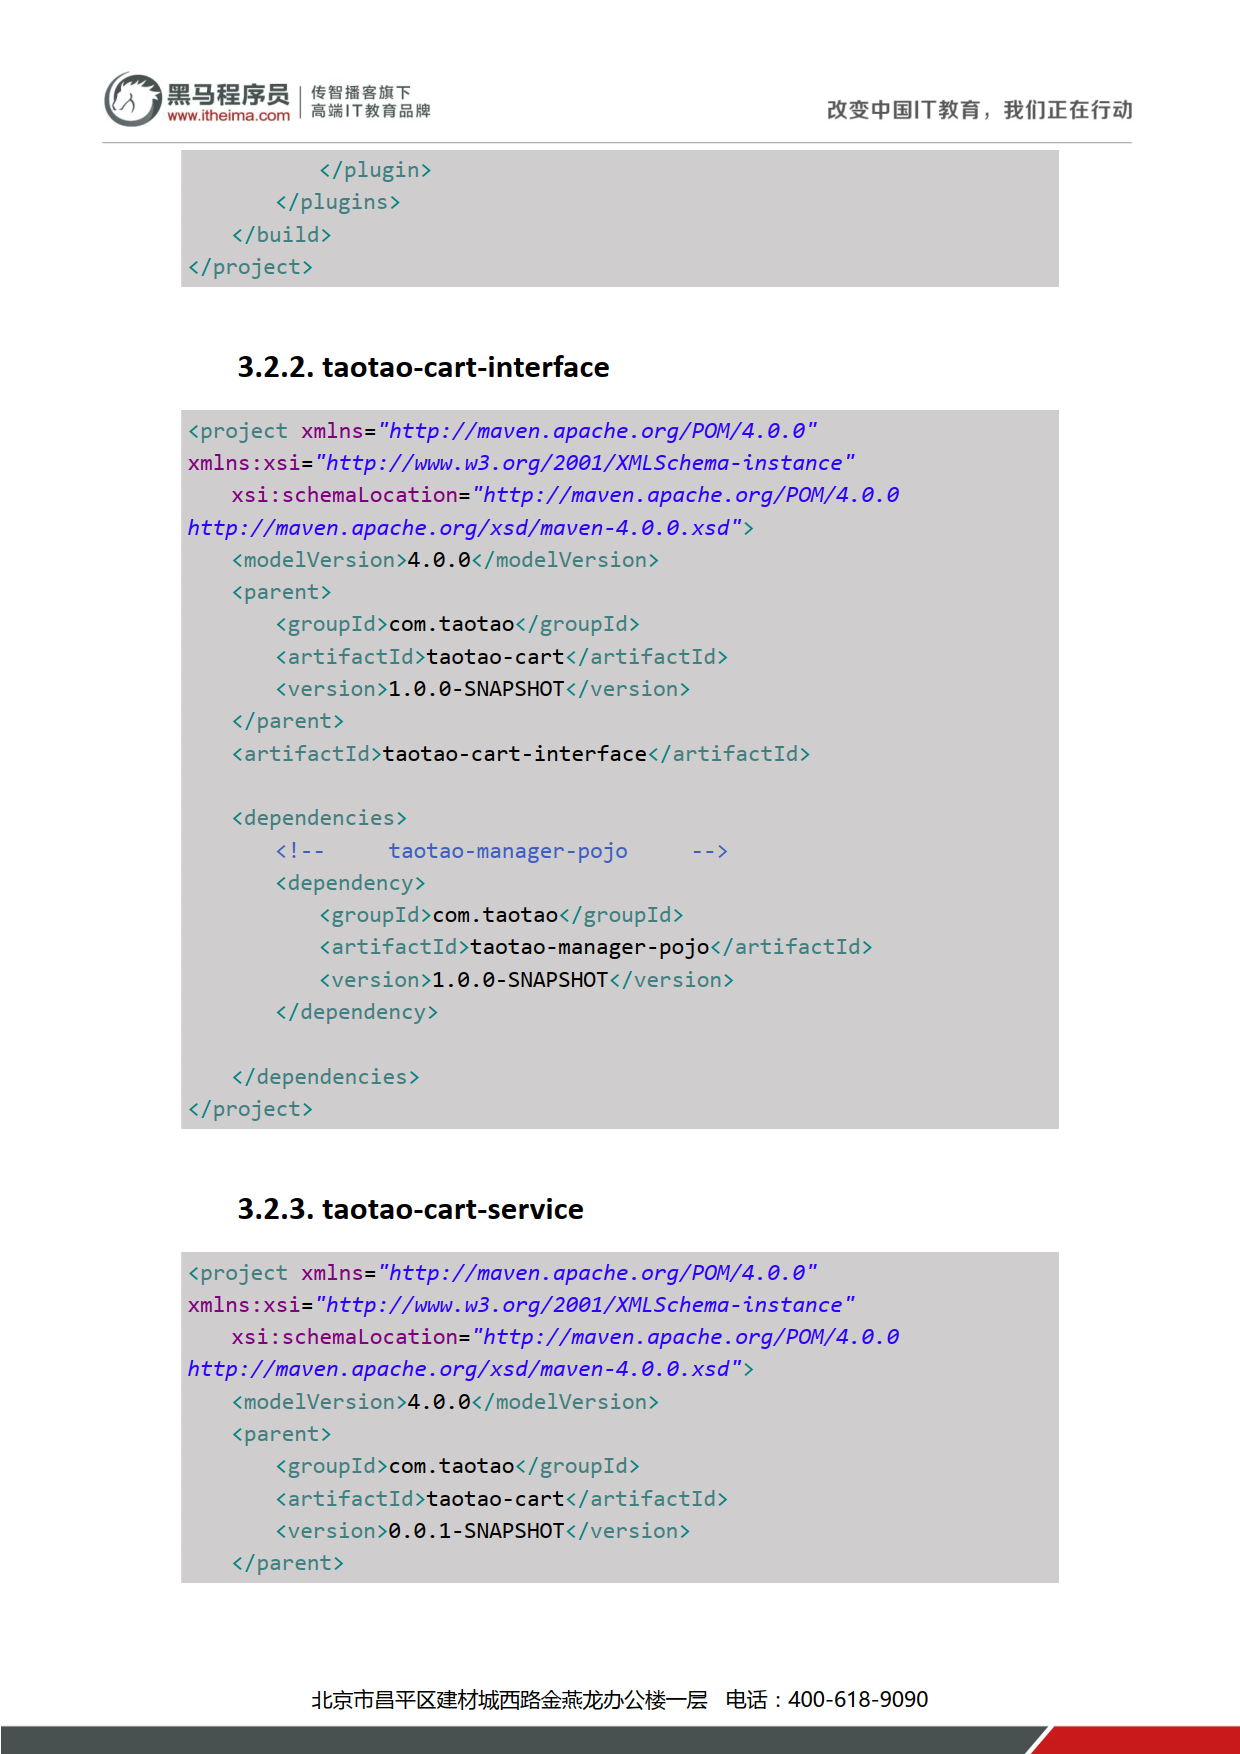 黑马程序员
www.itheima.com
传智播客旗下
高端IT教育品牌
改变中国IT教育，我们正在行动
</plugin>
</plugins>
</build>
</project>
3.2.2. taotao-cart-interface
<project xmlns="http://maven.apache.org/POM/4.0.0"
xmlns:xsi="http://www.w3.org/2001/XMLSchema-instance"
xsi:schemaLocation="http://maven.apache.org/POM/4.0.0
http://maven.apache.org/xsd/maven-4.0.0.xsd">
<modelVersion>4.0.0</modelVersion>
<parent>
<groupId>com.taotao</groupId>
<artifactId>taotao-cart</artifactId>
<version>1.0.0-SNAPSHOT</version>
</parent>
<artifactId>taotao-cart-interface</artifactId>
<dependencies>
<!-- taotao-manager-pojo -->
<dependency>
<groupId>com.taotao</groupId>
<artifactId>taotao-manager-pojo</artifactId>
<version>1.0.0-SNAPSHOT</version>
</dependency>
</dependencies>
</project>
3.2.3. taotao-cart-service
<project xmlns="http://maven.apache.org/POM/4.0.0"
xmlns:xsi="http://www.w3.org/2001/XMLSchema-instance"
xsi:schemaLocation="http://maven.apache.org/POM/4.0.0
http://maven.apache.org/xsd/maven-4.0.0.xsd">
<modelVersion>4.0.0</modelVersion>
<parent>
<groupId>com.taotao</groupId>
<artifactId>taotao-cart</artifactId>
<version>0.0.1-SNAPSHOT</version>
</parent>
北京市昌平区建材城西路金燕龙办公楼一层 电话：400-618-9090